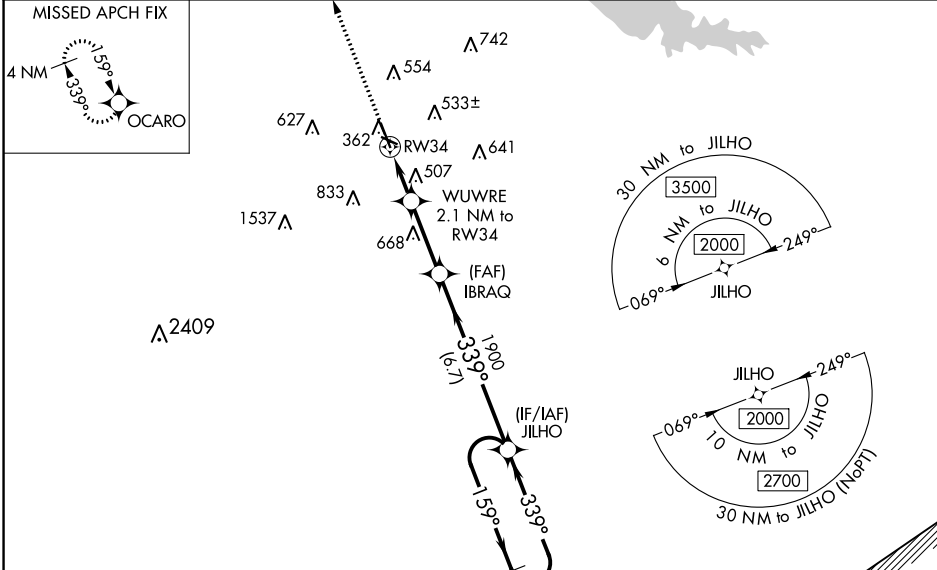 MISSED APCH FIX
4 NM
159°
339°
OCARO
742
554
533±
627
362
RW34
641
507
833
WUWRE
2.1 NM to
RW34
1537
668
(FAF)
IBRAQ
2409
339°
1900
(6.7)
(IF/IAF)
JILHO
159°
339°
30 NM to JILHO
3500
6 NM to JILHO
2000
249°
069°
JILHO
JILHO
249°
069°
2000
10 NM to JILHO
2700
30 NM to JILHO (NoPT)